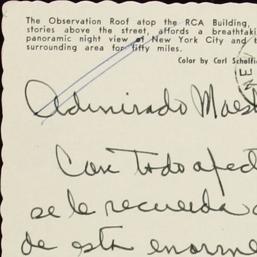 The Observation Roof atop the RCA Building,
stories above the street, affords a breathtaki
panoramic night view of New York City and t
surrounding area for fifty miles.
Color by Carl Scholfi
Admirado Maest
Con todo afect
se le recuerda
de esta enorme